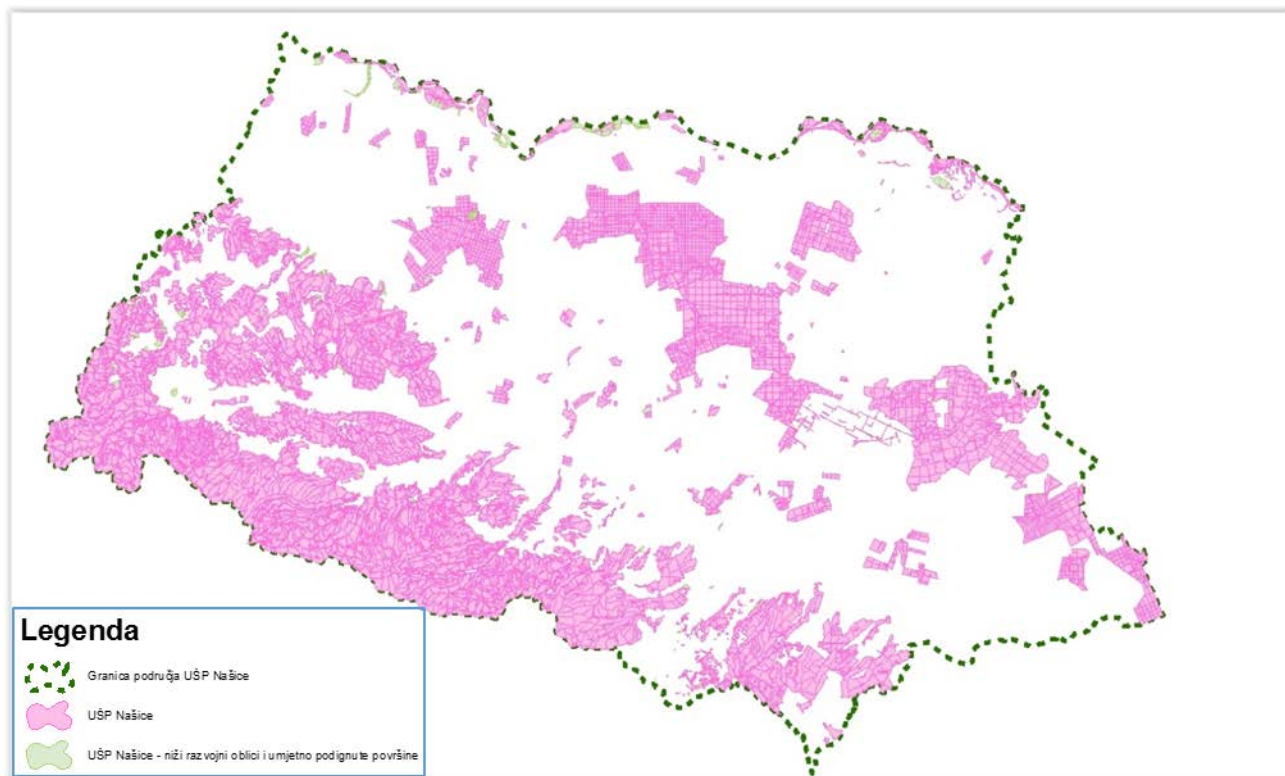 Legenda
Granica područja UŠP Našice
UŠP Našice
UŠP Našice - niži razvojni oblici i umjetno podignute površine